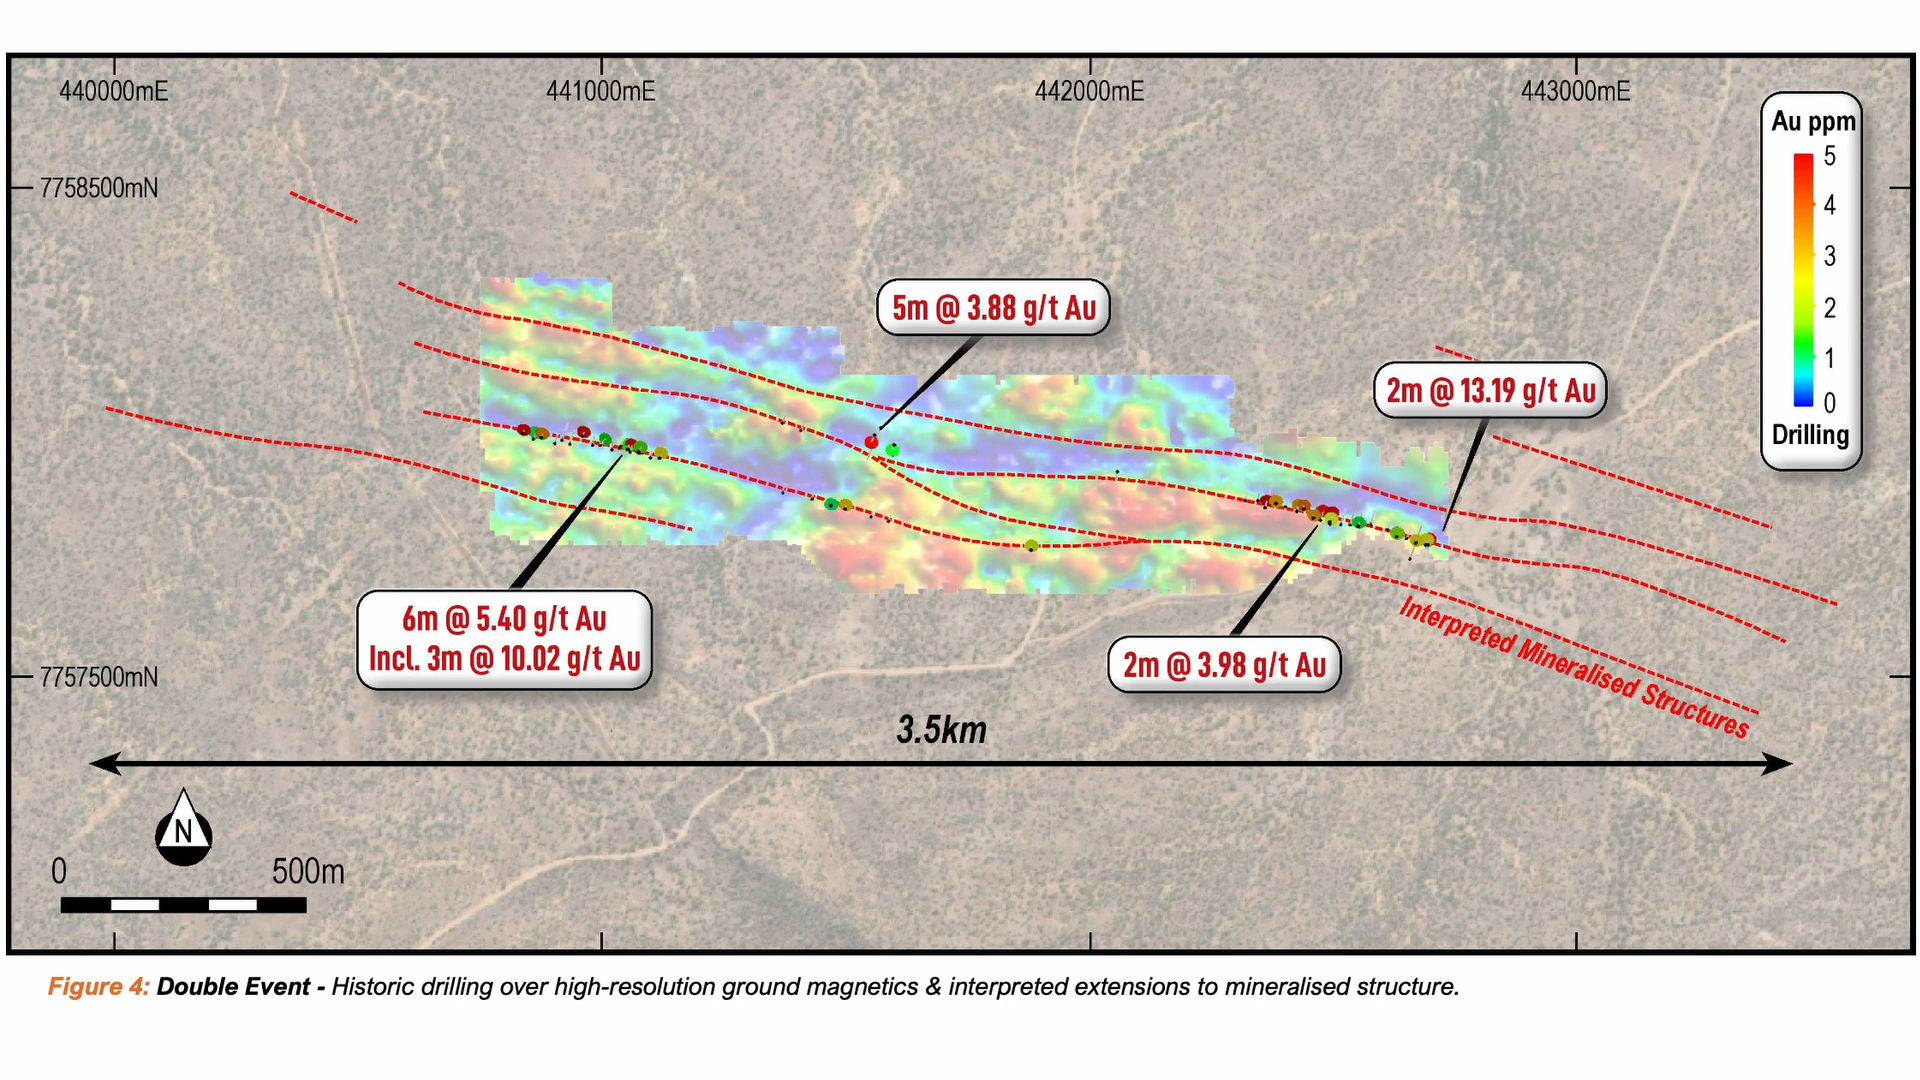 440000mE
441000mE
442000mE
443000mE
7758500mN
7757500mN
Au ppm
5
4
3
2
1
0
Drilling
5m @ 3.88 g/t Au
2m @ 13.19 g/t Au
6m @ 5.40 g/t Au
Incl. 3m @ 10.02 g/t Au
2m @ 3.98 g/t Au
Interpreted Mineralised Structures
3.5km
N
0
500m
Figure 4: Double Event - Historic drilling over high-resolution ground magnetics & interpreted extensions to mineralised structure.